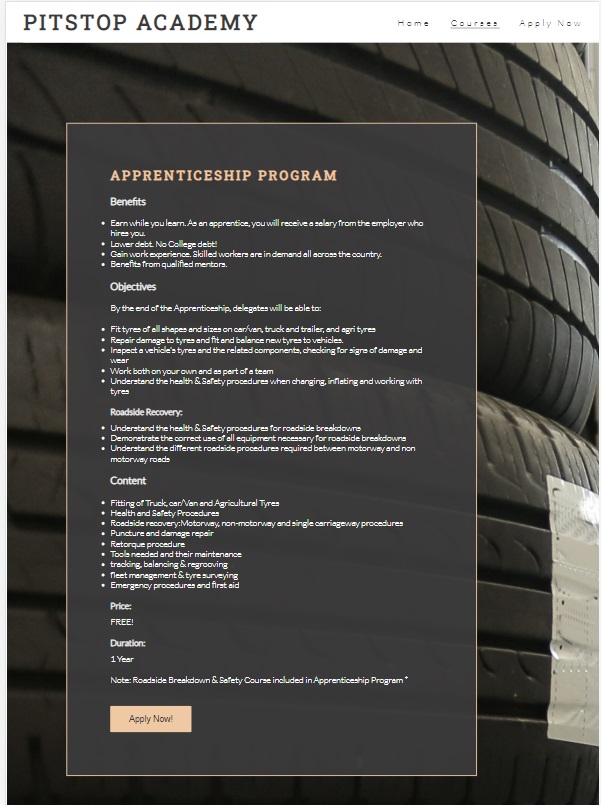 PITSTOP ACADEMY
Home Courses Apply Now
APPRENTICESHIP PROGRAM
Benefits
Earn while you learn. As an apprentice, you will receive a salary from the employer who
hires you.
Lower debt. No College debt!
Gain work experience. Skilled workers are in demand all across the country.
Benefits from qualified mentors.
Objectives
By the end of the Apprenticeship, delegates will be able to:
Fit tyres of all shapes and sizes on car/van, truck and trailer, and agri tyres
Repair damage to tyres and fit and balance new tyres to vehicles.
Inspect a vehicle's tyres and the related components, checking for signs of damage and
wear
Work both on your own and as part of a team
Understand the health & Safety procedures when changing, inflating and working with
tyres
Roadside Recovery:
Understand the health & Safety procedures for roadside breakdowns
Demonstrate the correct use of all equipment necessary for roadside breakdowns
Understand the different roadside procedures required between motorway and non
motorway roads
Content
Fitting of Truck, car/Van and Agricultural Tyres
Health and Safety Procedures
Roadside recovery:Motorway, non-motorway and single carriageway procedures
Puncture and damage repair
Retorque procedure
Tools needed and their maintenance
tracking, balancing & regrooving
fleet management & tyre surveying
Emergency procedures and first aid
Price:
FREE!
Duration:
1 Year
Note: Roadside Breakdown & Safety Course included in Apprenticeship Program *
Apply Now!